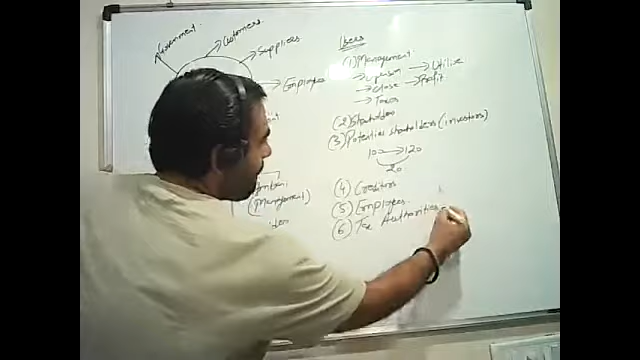 Government.
Customers.
Suppliers
Employees
Users
(1) Management
→ → Utilise
→ Close → Profit
→ Taxes
(2) Shareholders
(3) Potential shareholders (investors)
100 → 120
20
(4) Creditors
(5) Employees.
(6) Tax Authorities
(Management)